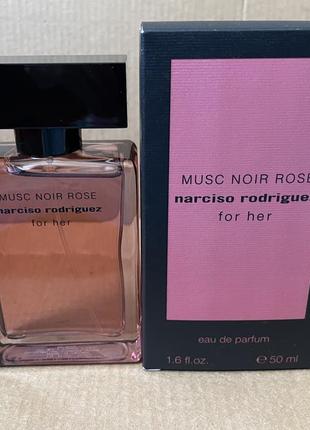 MUSC NOIR ROSE
narciso rodriguez
for her
MUSC NOIR ROSE
narciso rodriguez
for her
eau de parfum
1.6 fl.oz. e 50 ml